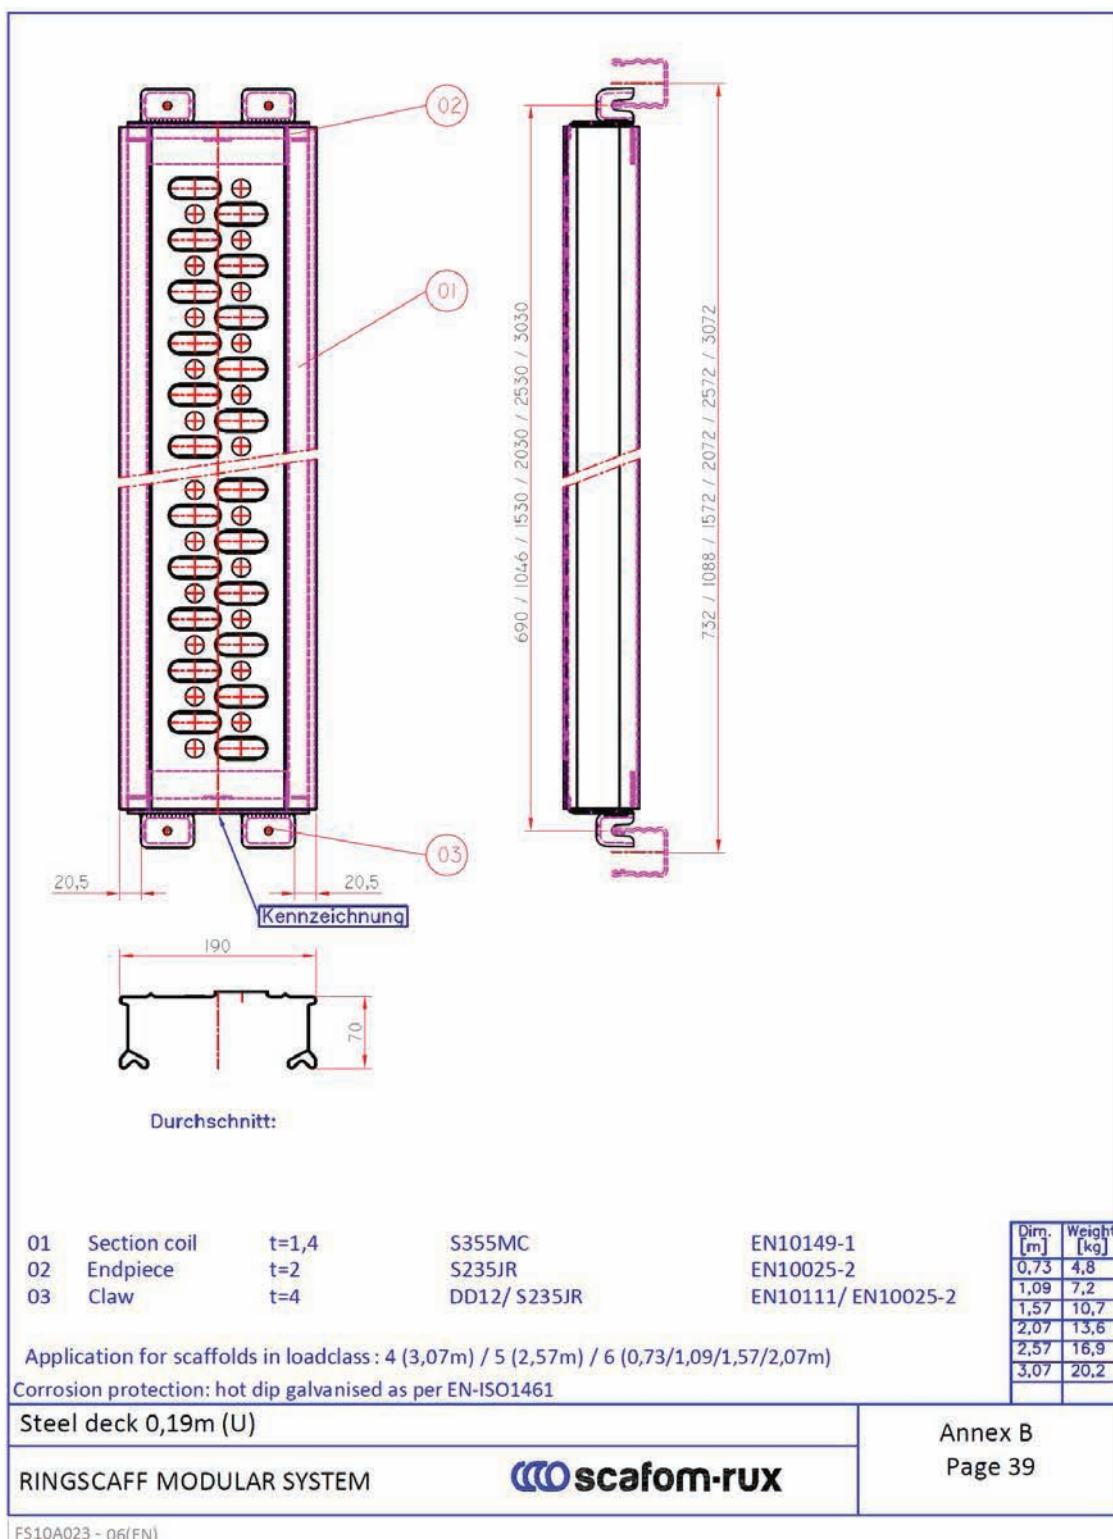 02
01
03
690 / 1046 / 1530 / 2030 / 2530 / 3030
732 / 1088 / 1572 / 2072 / 2572 / 3072
20,5
20,5
Kennzeichnung
190
70
Durchschnitt:
01 Section coil t=1,4 S355MC EN10149-1
02 Endpiece t=2 S235JR EN10025-2
03 Claw t=4 DD12/ S235JR EN10111/ EN10025-2
Dim. Weight
[m] [kg]
0,73 4,8
1,09 7,2
1,57 10,7
2,07 13,6
2,57 16,9
3,07 20,2
Application for scaffolds in loadclass : 4 (3,07m) / 5 (2,57m) / 6 (0,73/1,09/1,57/2,07m)
Corrosion protection: hot dip galvanised as per EN-ISO1461
Steel deck 0,19m (U)
Annex B
Page 39
RINGSCAFF MODULAR SYSTEM
scafom-rux
FS10A023 - 06(EN)